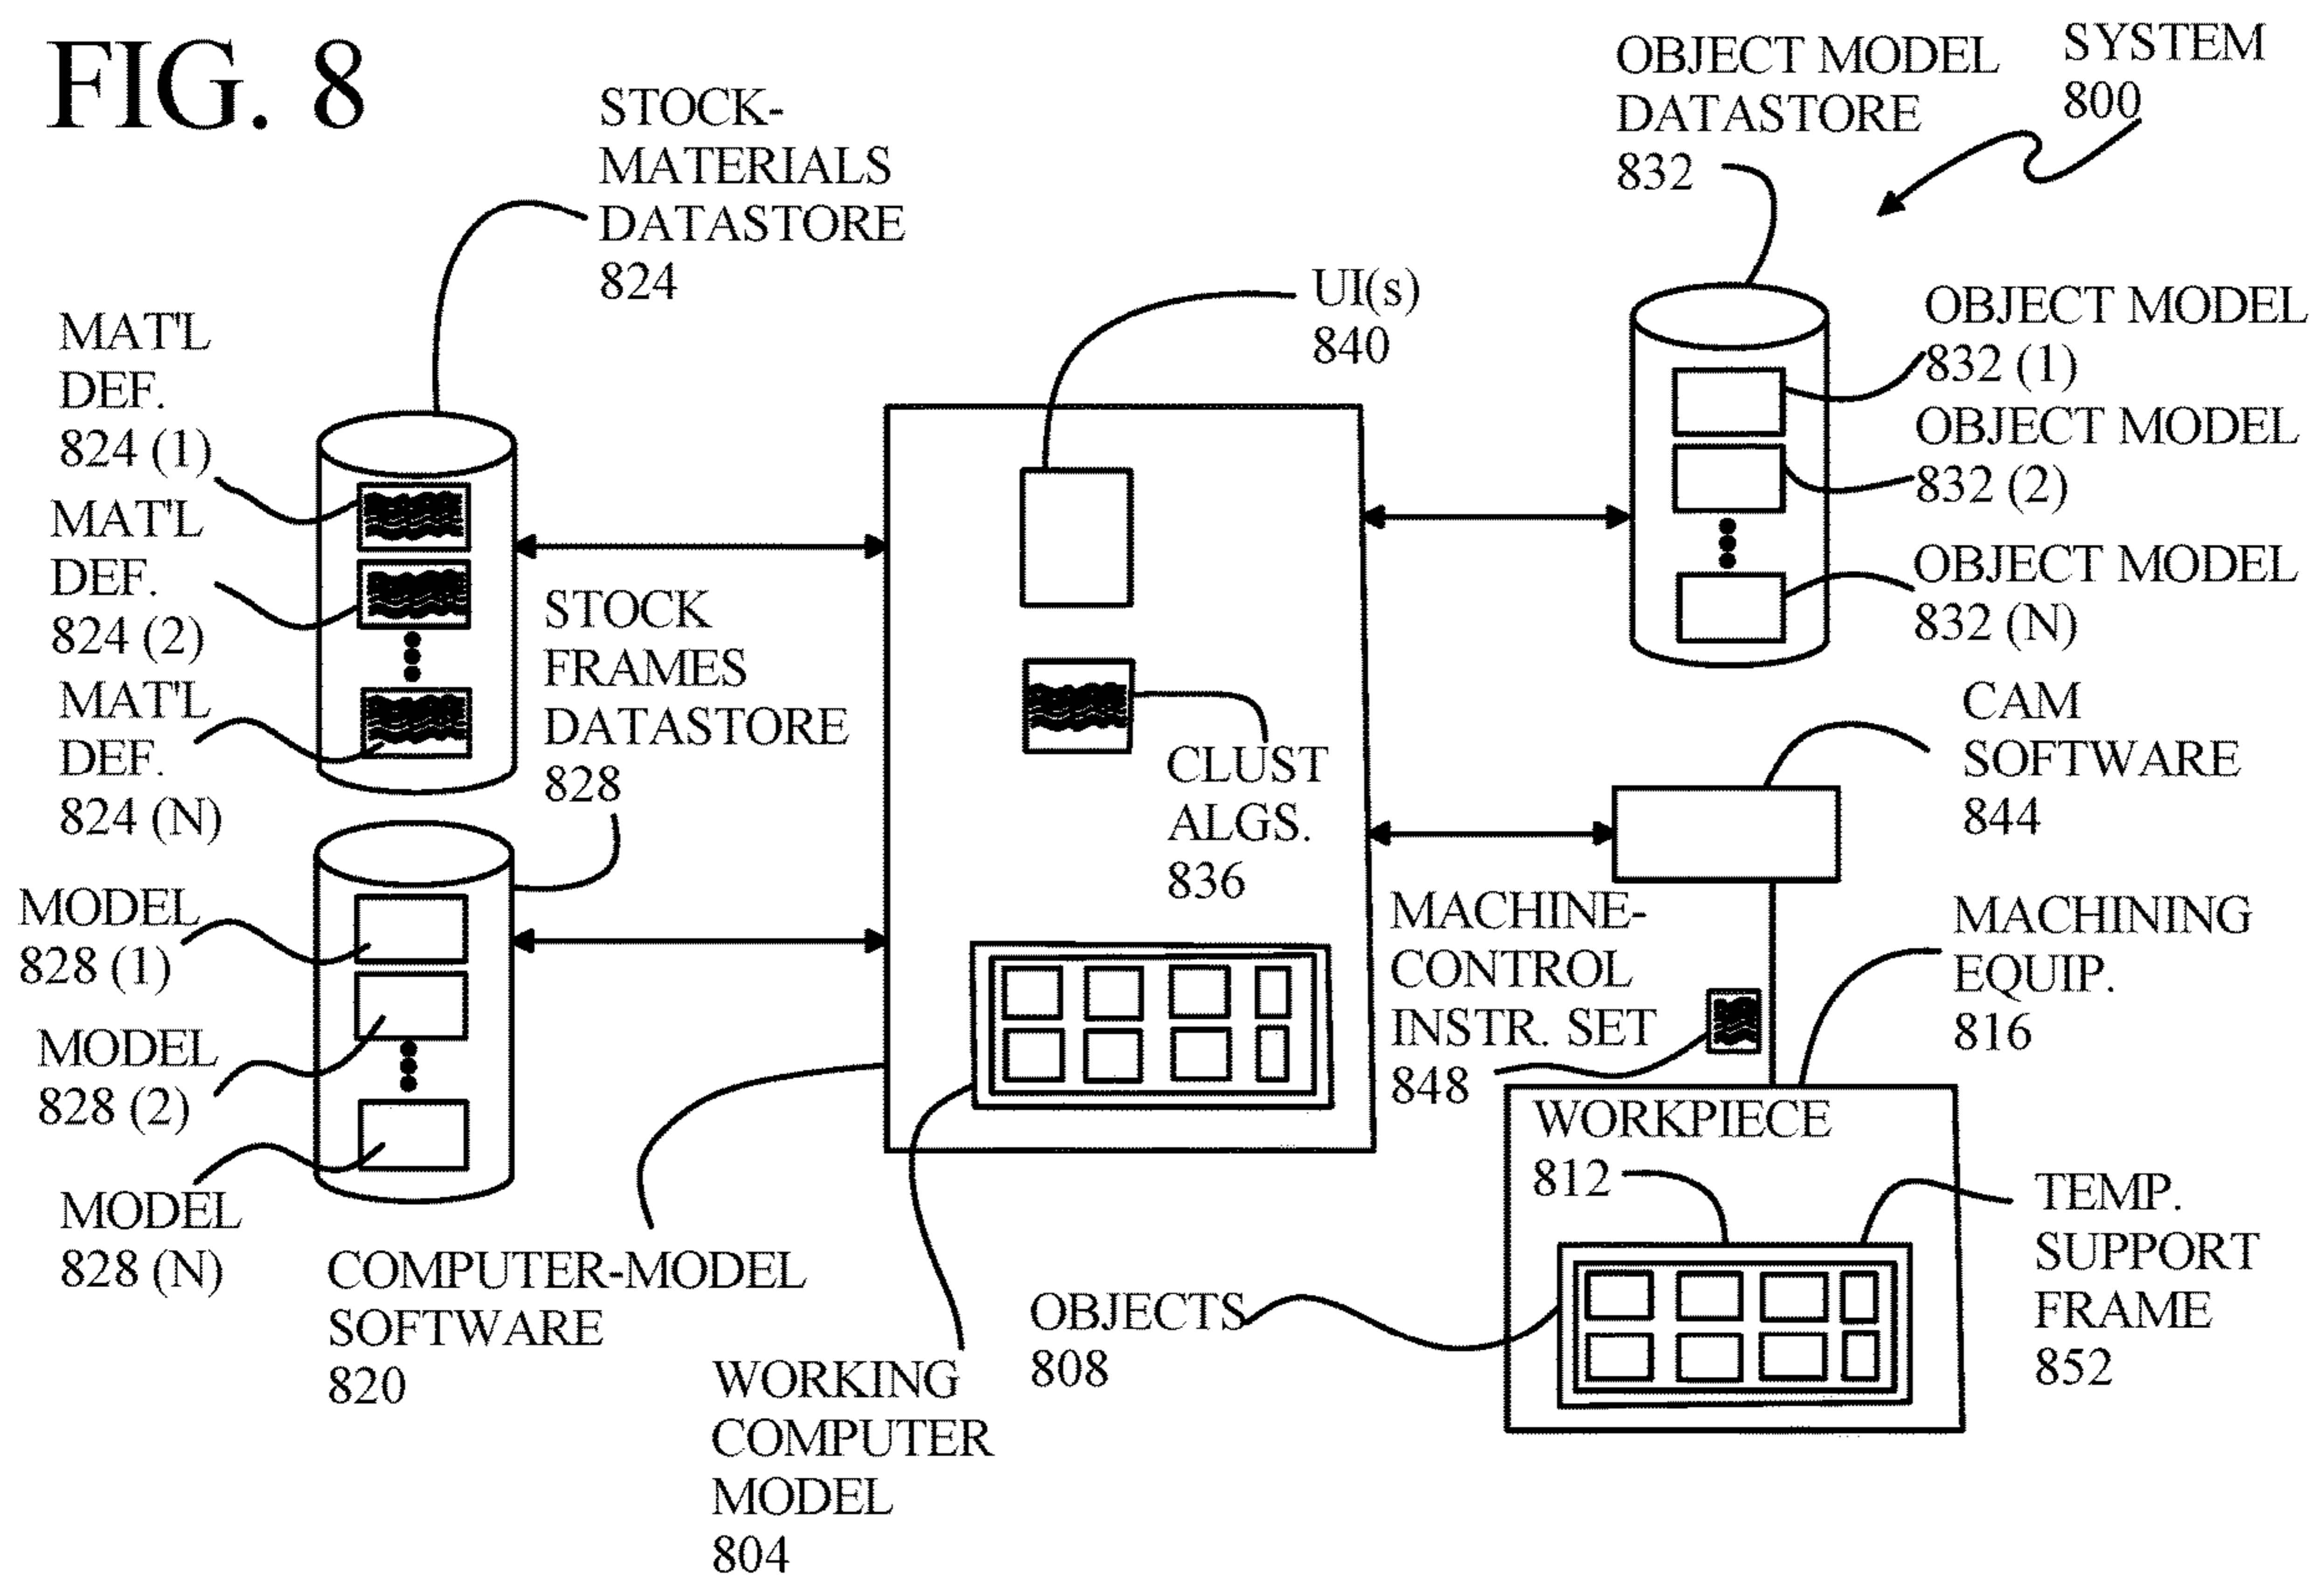 FIG. 8
STOCK-
MATERIALS
DATASTORE
824
OBJECT MODEL
DATASTORE
832
SYSTEM
800
UI(s)
840
MAT'L
DEF.
824 (1)
MAT'L
DEF.
824 (2)
MAT'L
DEF.
824 (N)
STOCK
FRAMES
DATASTORE
828
OBJECT MODEL
832 (1)
OBJECT MODEL
832 (2)
OBJECT MODEL
832 (N)
CLUST
ALGS.
836
CAM
SOFTWARE
844
MODEL
828 (1)
MODEL
828 (2)
MODEL
828 (N)
MACHINE-
CONTROL
INSTR. SET
848
MACHINING
EQUIP.
816
WORKPIECE
812
TEMP.
SUPPORT
FRAME
852
COMPUTER-MODEL
SOFTWARE
820
OBJECTS
808
WORKING
COMPUTER
MODEL
804